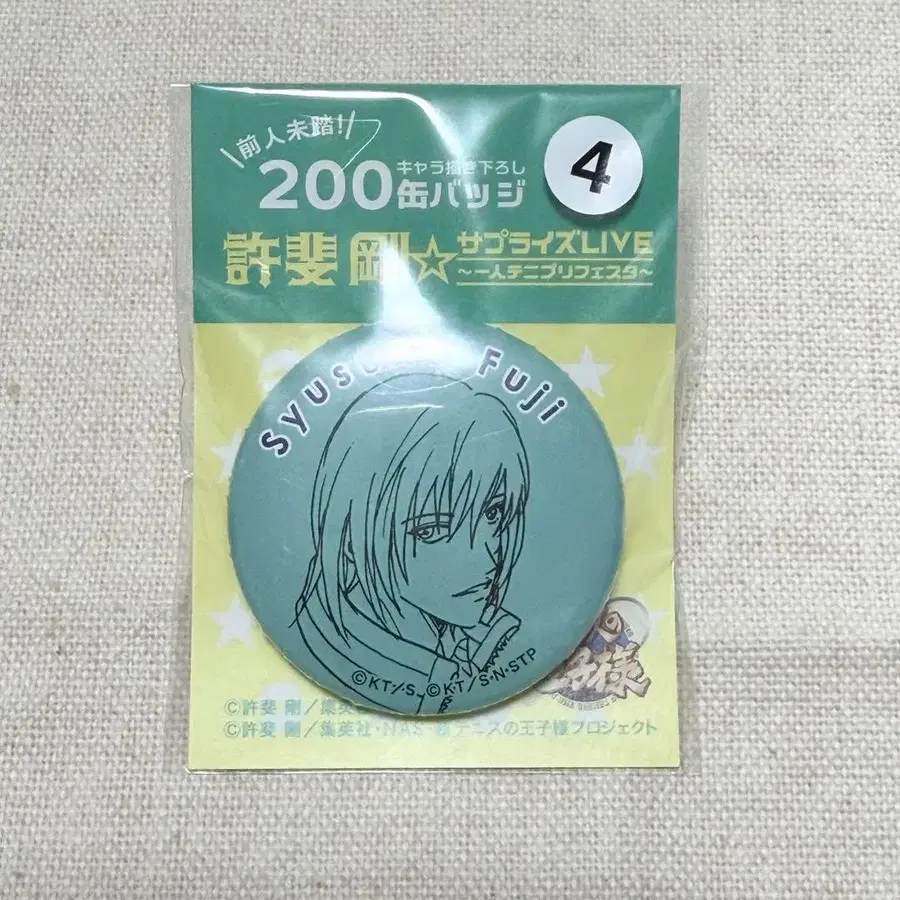 前人未踏!
4
キャラ描き下ろし
200缶バッジ
許斐 剛☆サプライズLIVE
～一人テニプリフェスタ～
Fuji
©KT/S. ©KT/S・N・STP
©許斐 剛/集英
©許斐 剛/集英社・NAS・新テニスの王子様プロジェクト